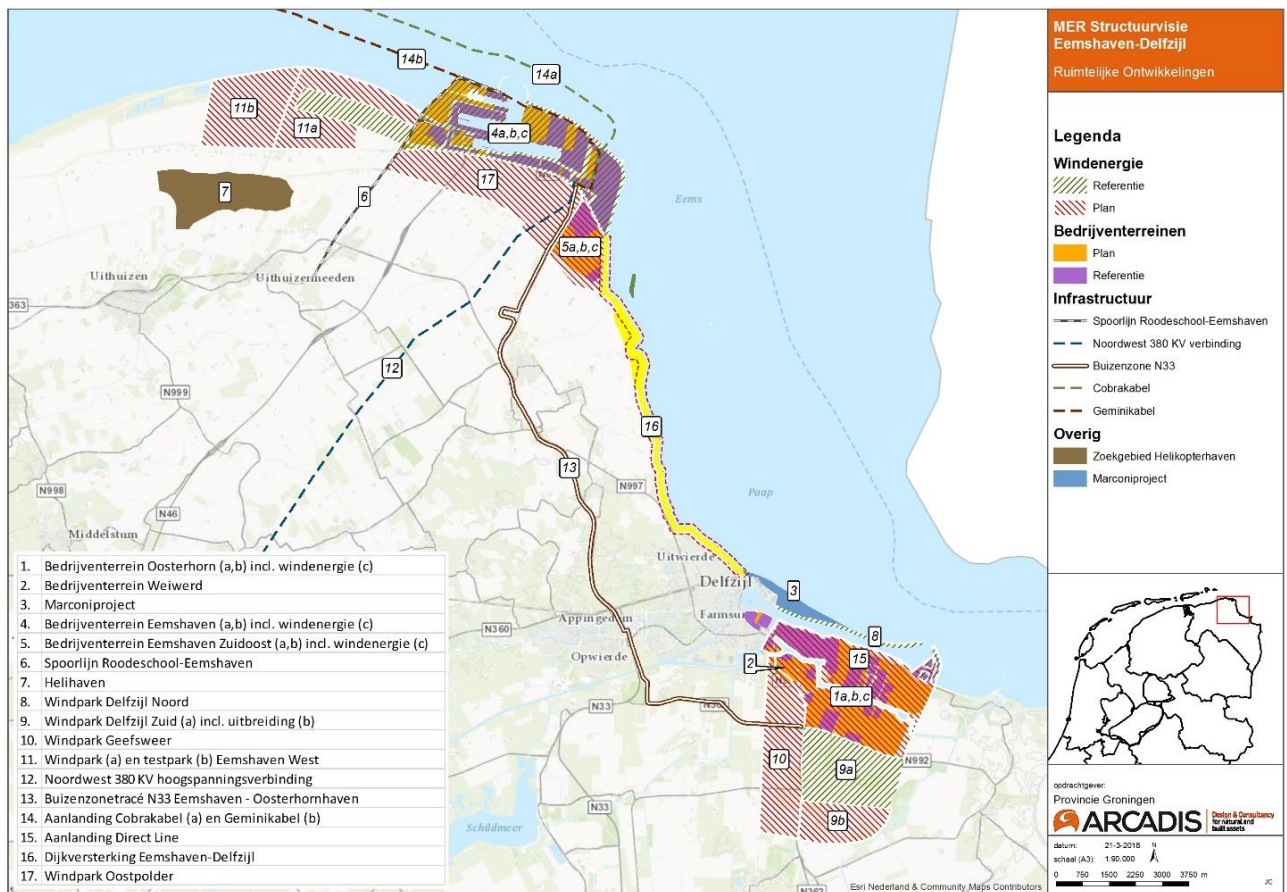 MER Structuurvisie
Eemshaven-Delfzijl
Ruimtelijke Ontwikkelingen
Legenda
Windenergie
Referentie
Plan
Bedrijventerreinen
Plan
Referentie
Infrastructuur
Spoorlijn Roodeschool-Eemshaven
Noordwest 380 KV verbinding
Buizenzone N33
Cobrakabel
Geminikabel
Overig
Zoekgebied Helikopterhaven
Marconiproject
opdrachtgever:
Provincie Groningen
ARCADIS
Design & Consultancy
for natural and
built assets
datum: 21-3-2016 N
schaal (A3): 1:90.000
0 750 1500 2250 3000 3750 m
JC
14b
14a
11b
11a
4a,b,c
7
6
17
Eems
5a,b,c
Uithuizen
Uithuizermeeden
363
12
N999
16
13
N997
Paap
N998
N46
Middelstum
Uitwierde
Delfzijl
3
Appingedam
Farmsum
N360
8
Opwierde
2
15
1a,b,c
N33
10
9a
N992
N33
9b
Schildmeer
N362
1. Bedrijventerrein Oosterhorn (a,b) incl. windenergie (c)
2. Bedrijventerrein Weiwerd
3. Marconiproject
4. Bedrijventerrein Eemshaven (a,b) incl. windenergie (c)
5. Bedrijventerrein Eemshaven Zuidoost (a,b) incl. windenergie (c)
6. Spoorlijn Roodeschool-Eemshaven
7. Helihaven
8. Windpark Delfzijl Noord
9. Windpark Delfzijl Zuid (a) incl. uitbreiding (b)
10. Windpark Geefsweer
11. Windpark (a) en testpark (b) Eemshaven West
12. Noordwest 380 KV hoogspanningsverbinding
13. Buizenzonetracé N33 Eemshaven - Oosterhornhaven
14. Aanlanding Cobrakabel (a) en Geminikabel (b)
15. Aanlanding Direct Line
16. Dijkversterking Eemshaven-Delfzijl
17. Windpark Oostpolder
Esri Nederland & Community Maps Contributors